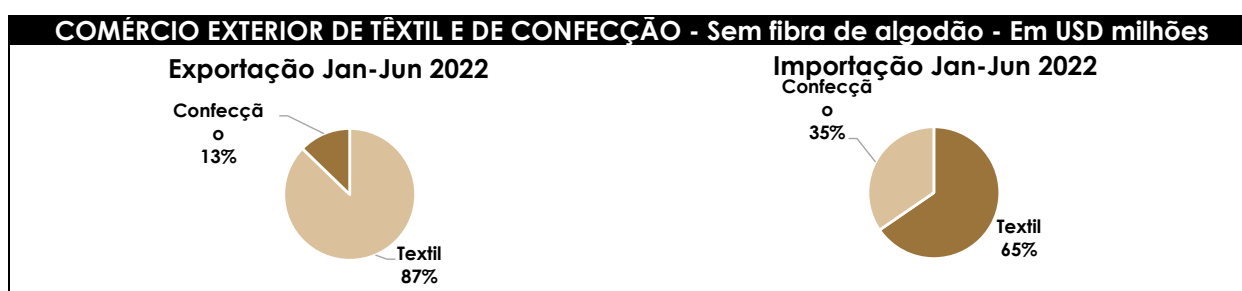 COMÉRCIO EXTERIOR DE TÊXTIL E DE CONFECÇÃO - Sem fibra de algodão - Em USD milhões
Exportação Jan-Jun 2022
Confecçã
o
13%
Textil
87%
Importação Jan-Jun 2022
Confecçã
o
35%
Textil
65%